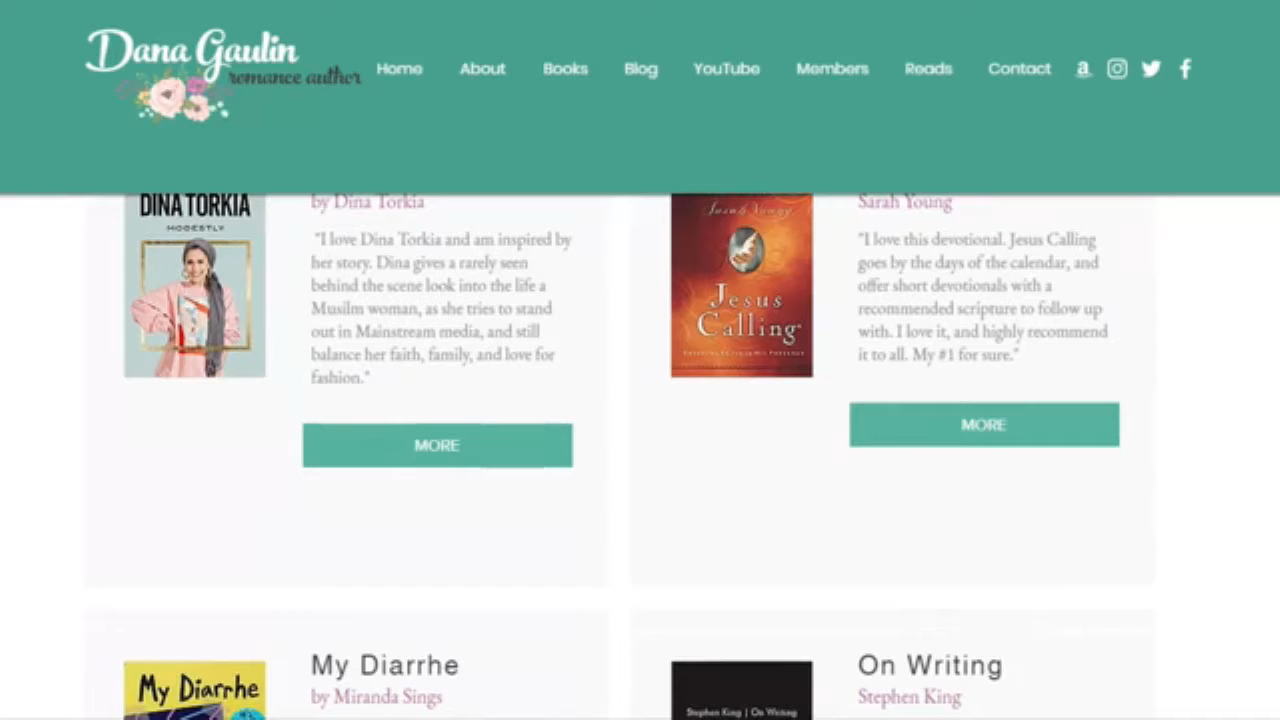 Dana Gaulin
romance author
Home About Books Blog YouTube Members Reads Contact
DINA TORKIA
MODESTLY
by Dina Torkia
"I love Dina Torkia and am inspired by
her story. Dina gives a rarely seen
behind the scene look into the life a
Musilm woman, as she tries to stand
out in Mainstream media, and still
balance her faith, family, and love for
fashion."
MORE
Sarah Young
Jesus
Calling
Sarah Young
"I love this devotional. Jesus Calling
goes by the days of the calendar, and
offer short devotionals with a
recommended scripture to follow up
with. I love it, and highly recommend
it to all. My #1 for sure."
MORE
My Diarrhe
My Diarrhe
by Miranda Sings
Stephen King | On Writing
On Writing
Stephen King